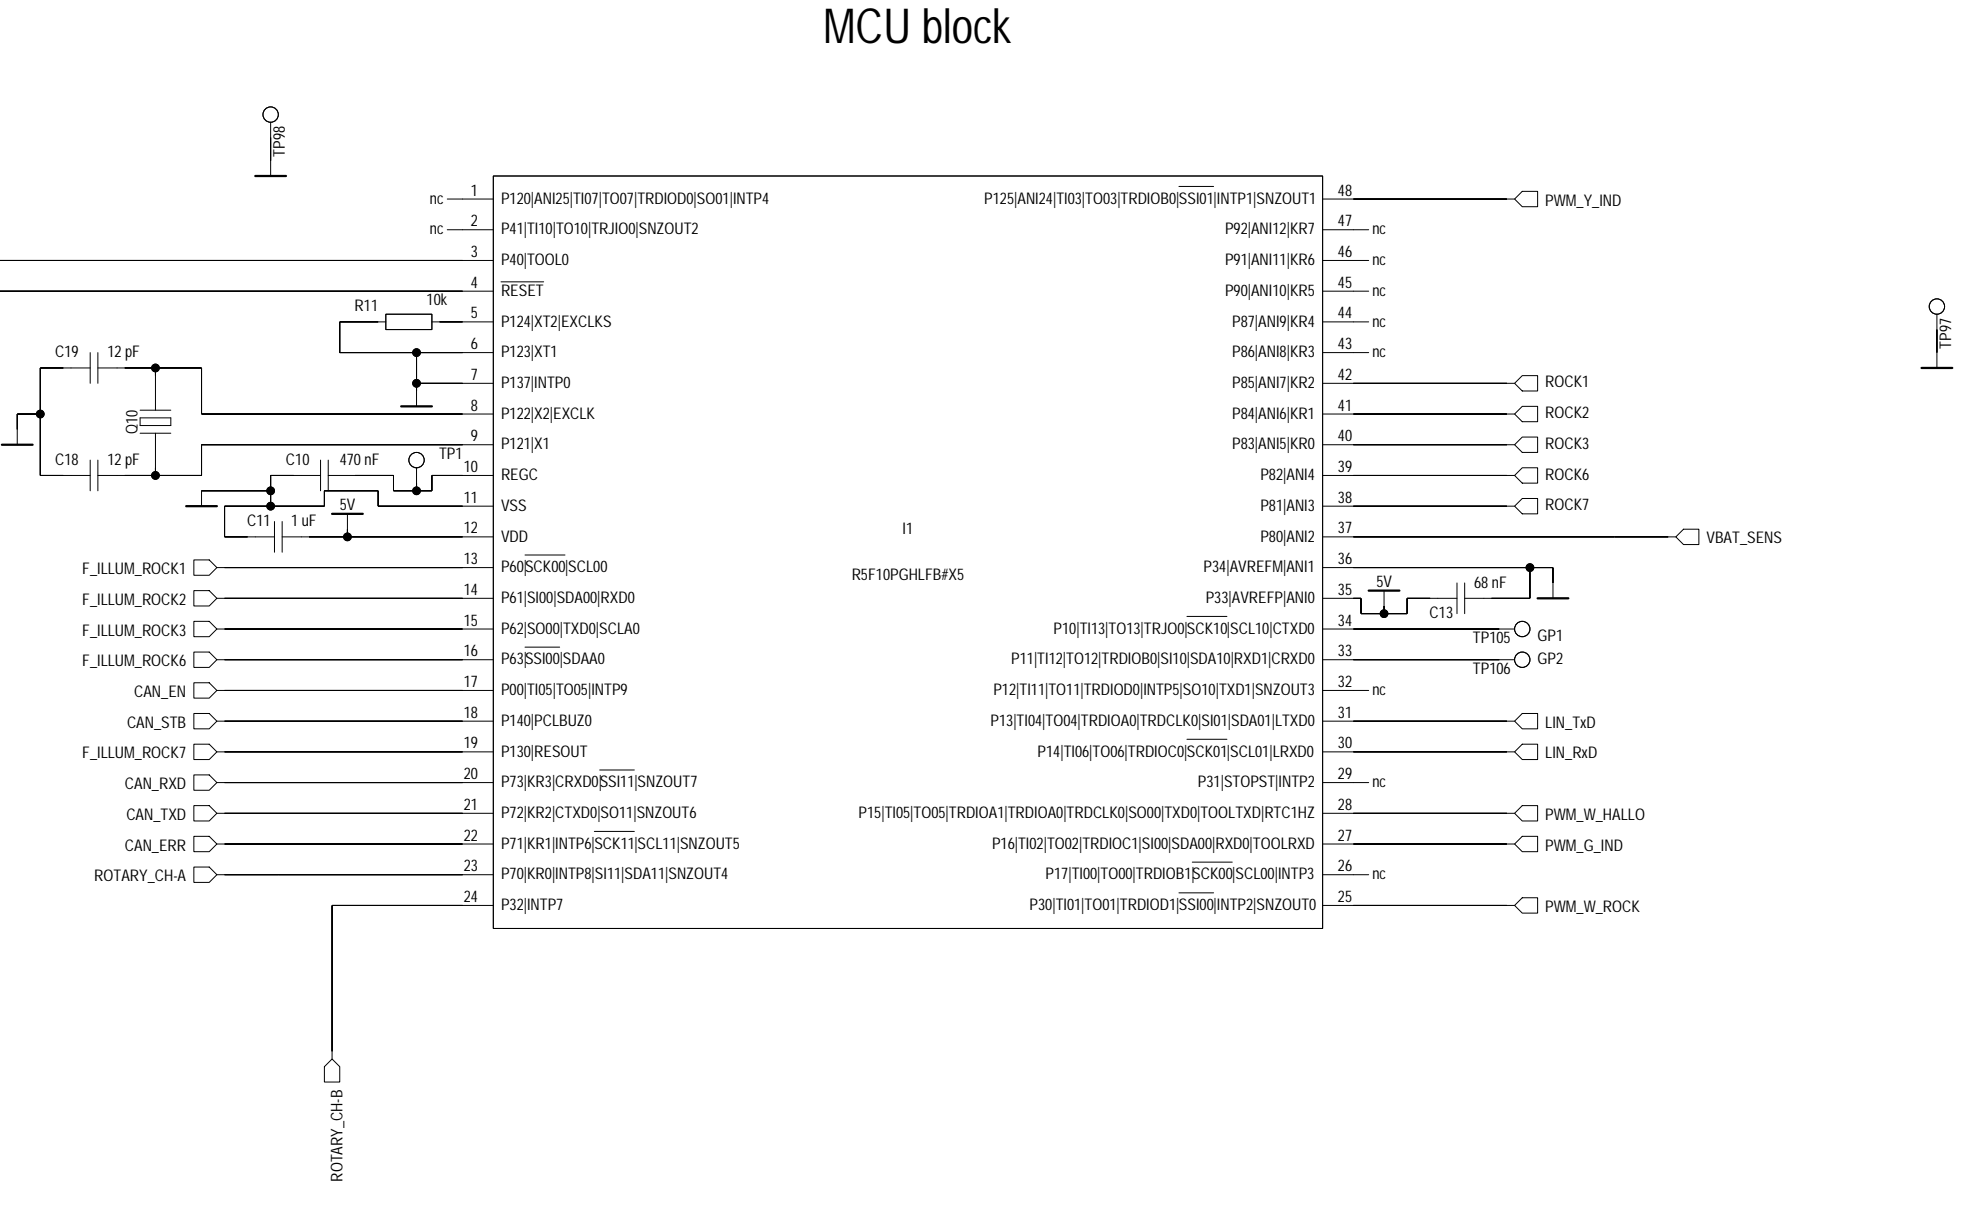 MCU block
TP98
nc 1 P120|ANI25|TI07|TO07|TRDIOD0|SO01|INTP4
nc 2 P41|TI10|TO10|TRJIO0|SNZOUT2
3 P40|TOOL0
4 RESET
R11 10k 5 P124|XT2|EXCLKS
6 P123|XT1
C19 12 pF
7 P137|INTP0
8 P122|X2|EXCLK
Q10
9 P121|X1
C18 12 pF
C10 470 nF TP1 10 REGC
11 VSS
5V
C11 1 uF
12 VDD
F_ILLUM_ROCK1 13 P60|SCK00|SCL00
F_ILLUM_ROCK2 14 P61|SI00|SDA00|RXD0
F_ILLUM_ROCK3 15 P62|SO00|TXD0|SCLA0
F_ILLUM_ROCK6 16 P63|SSI00|SDAA0
CAN_EN 17 P00|TI05|TO05|INTP9
CAN_STB 18 P140|PCLBUZ0
F_ILLUM_ROCK7 19 P130|RESOUT
CAN_RXD 20 P73|KR3|CRXD0|SSI11|SNZOUT7
CAN_TXD 21 P72|KR2|CTXD0|SO11|SNZOUT6
CAN_ERR 22 P71|KR1|INTP6|SCK11|SCL11|SNZOUT5
ROTARY_CH-A 23 P70|KR0|INTP8|SI11|SDA11|SNZOUT4
24 P32|INTP7
ROTARY_CH-B
I1
R5F10PGHLFB#X5
P125|ANI24|TI03|TO03|TRDIOB0|SSI01|INTP1|SNZOUT1 48 PWM_Y_IND
P92|ANI12|KR7 47 nc
P91|ANI11|KR6 46 nc
P90|ANI10|KR5 45 nc
P87|ANI9|KR4 44 nc
P86|ANI8|KR3 43 nc
P85|ANI7|KR2 42 ROCK1
P84|ANI6|KR1 41 ROCK2
P83|ANI5|KR0 40 ROCK3
P82|ANI4 39 ROCK6
P81|ANI3 38 ROCK7
P80|ANI2 37 VBAT_SENS
P34|AVREFM|ANI1 36
5V 68 nF
P33|AVREFP|ANI0 35
C13
P10|TI13|TO13|TRJO0|SCK10|SCL10|CTXD0 34 TP105 GP1
P11|TI12|TO12|TRDIOB0|SI10|SDA10|RXD1|CRXD0 33 TP106 GP2
P12|TI11|TO11|TRDIOD0|INTP5|SO10|TXD1|SNZOUT3 32 nc
P13|TI04|TO04|TRDIOA0|TRDCLK0|SI01|SDA01|LTXD0 31 LIN_TxD
P14|TI06|TO06|TRDIOC0|SCK01|SCL01|LRXD0 30 LIN_RxD
P31|STOPST|INTP2 29 nc
P15|TI05|TO05|TRDIOA1|TRDIOA0|TRDCLK0|SO00|TXD0|TOOLTXD|RTC1HZ 28 PWM_W_HALLO
P16|TI02|TO02|TRDIOC1|SI00|SDA00|RXD0|TOOLRXD 27 PWM_G_IND
P17|TI00|TO00|TRDIOB1|SCK00|SCL00|INTP3 26 nc
P30|TI01|TO01|TRDIOD1|SSI00|INTP2|SNZOUT0 25 PWM_W_ROCK
TP97